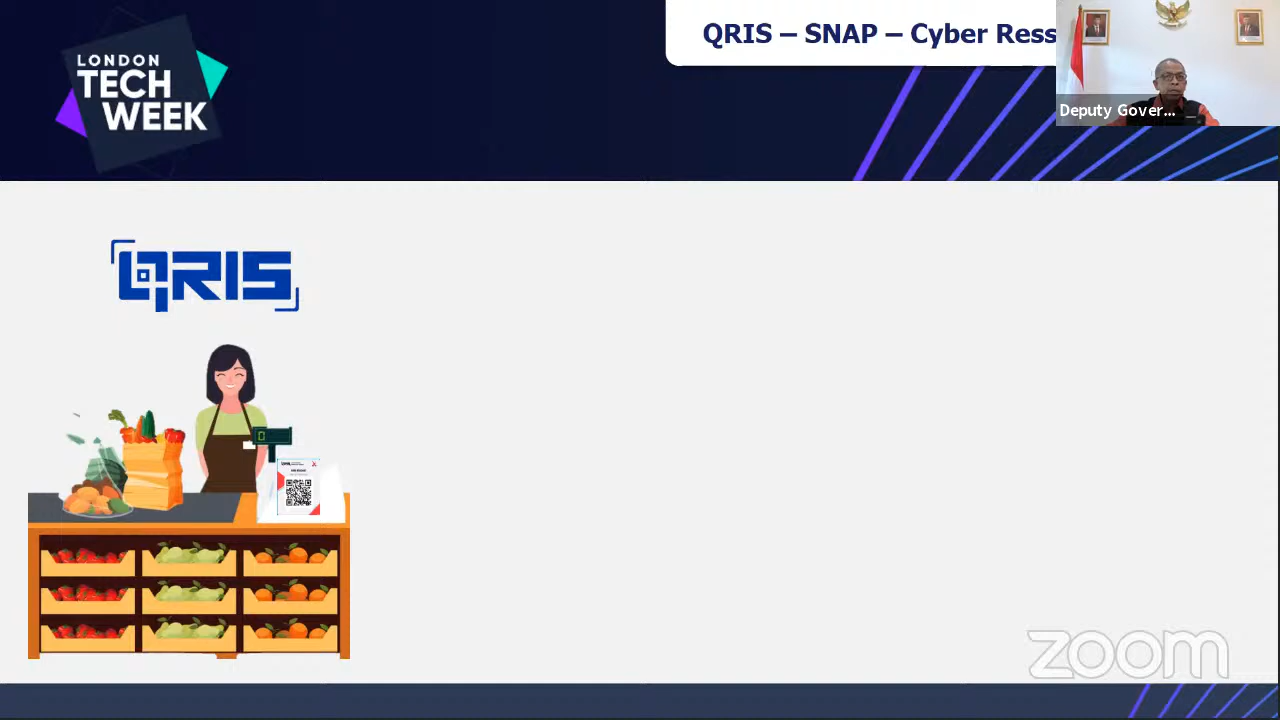 QRIS – SNAP – Cyber Ress
LONDON
TECH
WEEK
Deputy Gover...
QRIS
zoom